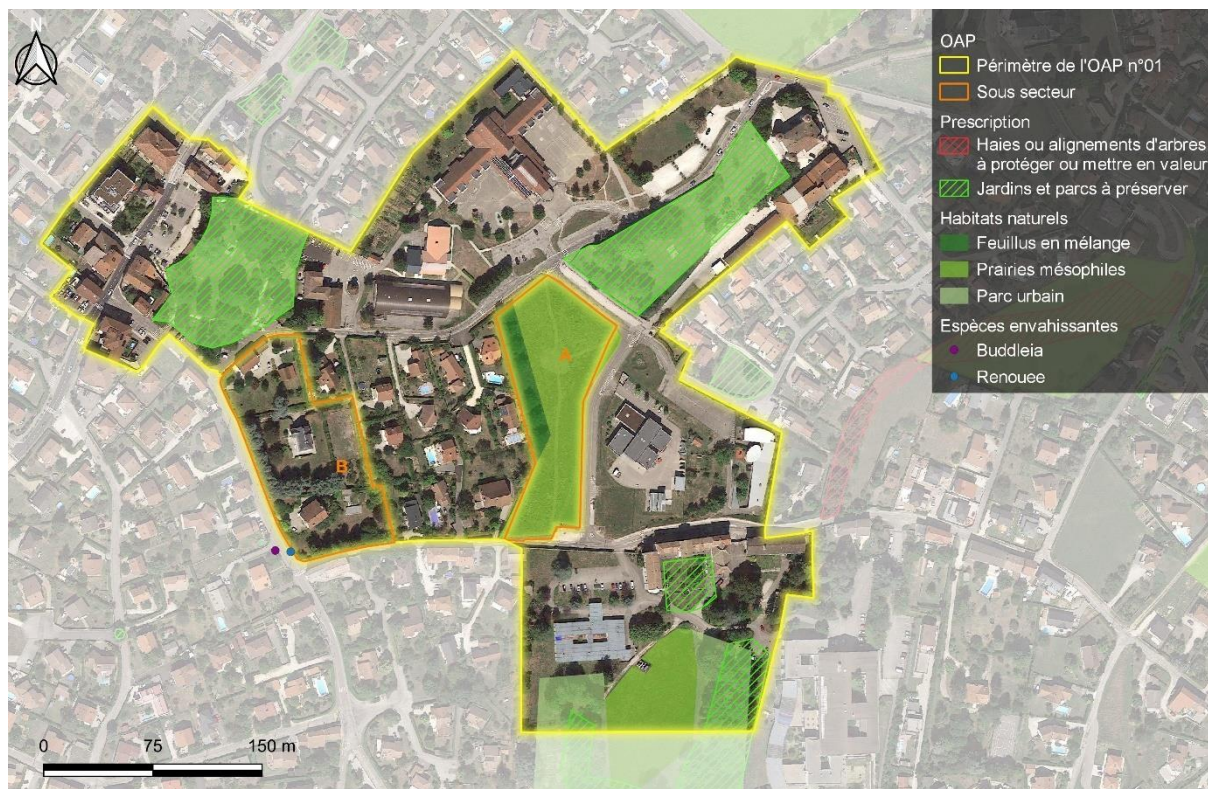 N
OAP
Périmètre de l'OAP n°01
Sous secteur
Prescription
Haies ou alignements d'arbres
à protéger ou mettre en valeur
Jardins et parcs à préserver
Habitats naturels
Feuillus en mélange
Prairies mésophiles
Parc urbain
Espèces envahissantes
Buddleia
Renouee
A
B
0 75 150 m